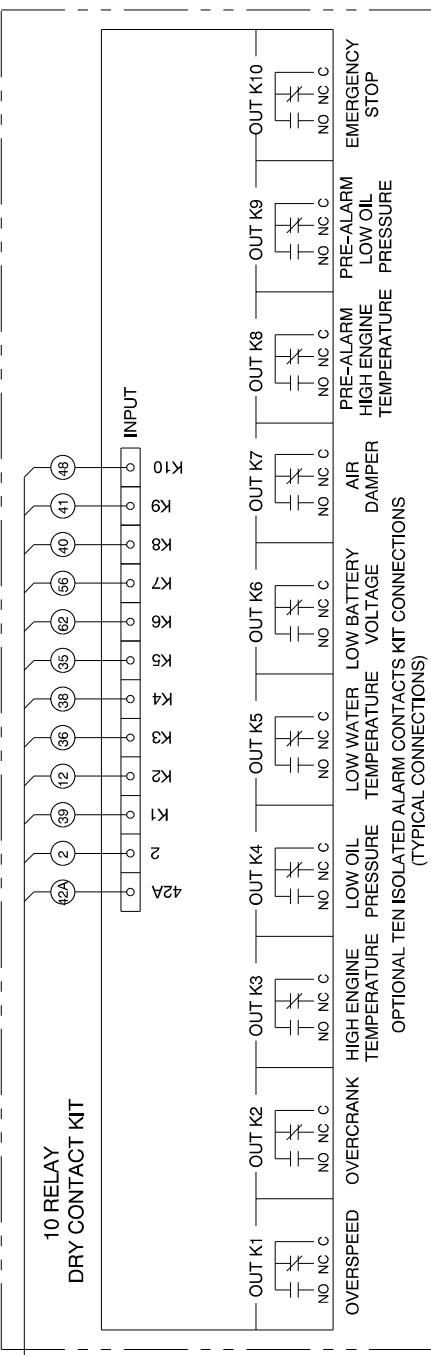 10 RELAY
DRY CONTACT KIT
42A
2
39
12
36
38
35
62
56
40
41
48
INPUT
42A
2
K1
K2
K3
K4
K5
K6
K7
K8
K9
K10
OUT K1
NO NC C
OVERSPEED
OUT K2
NO NC C
OVERCRANK
OUT K3
NO NC C
HIGH ENGINE
TEMPERATURE
OUT K4
NO NC C
LOW OIL
PRESSURE
OUT K5
NO NC C
LOW WATER
TEMPERATURE
OUT K6
NO NC C
LOW BATTERY
VOLTAGE
OUT K7
NO NC C
AIR
DAMPER
OUT K8
NO NC C
PRE-ALARM
HIGH ENGINE
TEMPERATURE
OUT K9
NO NC C
PRE-ALARM
LOW OIL
PRESSURE
OUT K10
NO NC C
EMERGENCY
STOP
OPTIONAL TEN ISOLATED ALARM CONTACTS KIT CONNECTIONS
(TYPICAL CONNECTIONS)